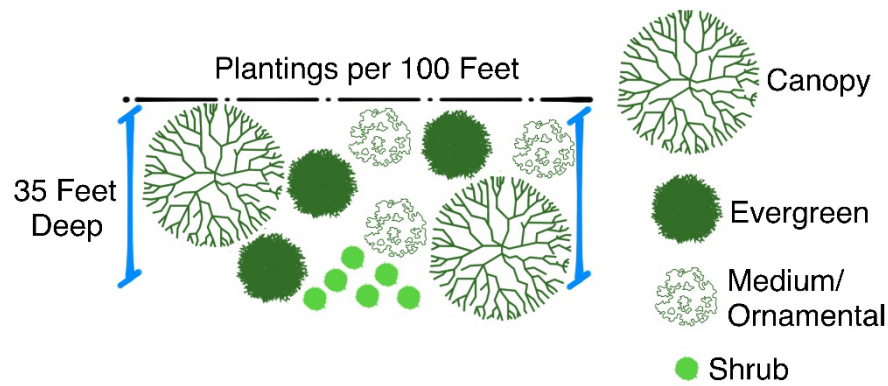 Plantings per 100 Feet
35 Feet
Deep
Canopy
Evergreen
Medium/
Ornamental
Shrub